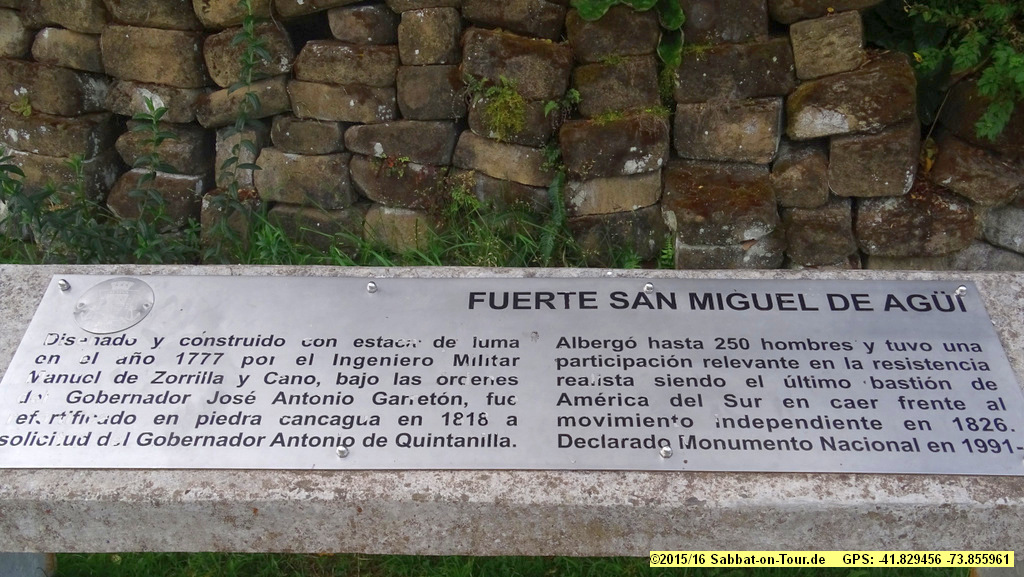 FUERTE SAN MIGUEL DE AGÜI
Diseñado y construido con estacas de luma
en el año 1777 por el Ingeniero Militar
Manuel de Zorrilla y Cano, bajo las ordenes
del Gobernador José Antonio Garretón, fue
refortificado en piedra cancagua en 1818 a
solicitud del Gobernador Antonio de Quintanilla.
Albergó hasta 250 hombres y tuvo una
participación relevante en la resistencia
realista siendo el último bastión de
América del Sur en caer frente al
movimiento independiente en 1826.
Declarado Monumento Nacional en 1991-
©2015/16 Sabbat-on-Tour.de GPS: -41.829456 -73.855961